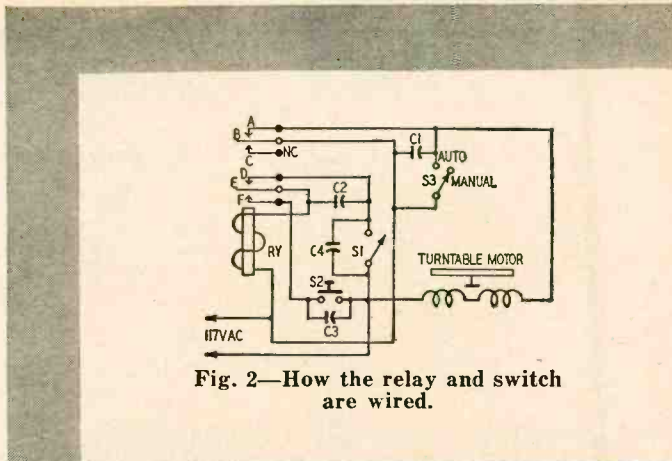 A
B
C
NC
D
E
F
C1
AUTO
S3 MANUAL
C2
C4
S1
RY
S2
C3
TURNTABLE MOTOR
117VAC
Fig. 2—How the relay and switch
are wired.